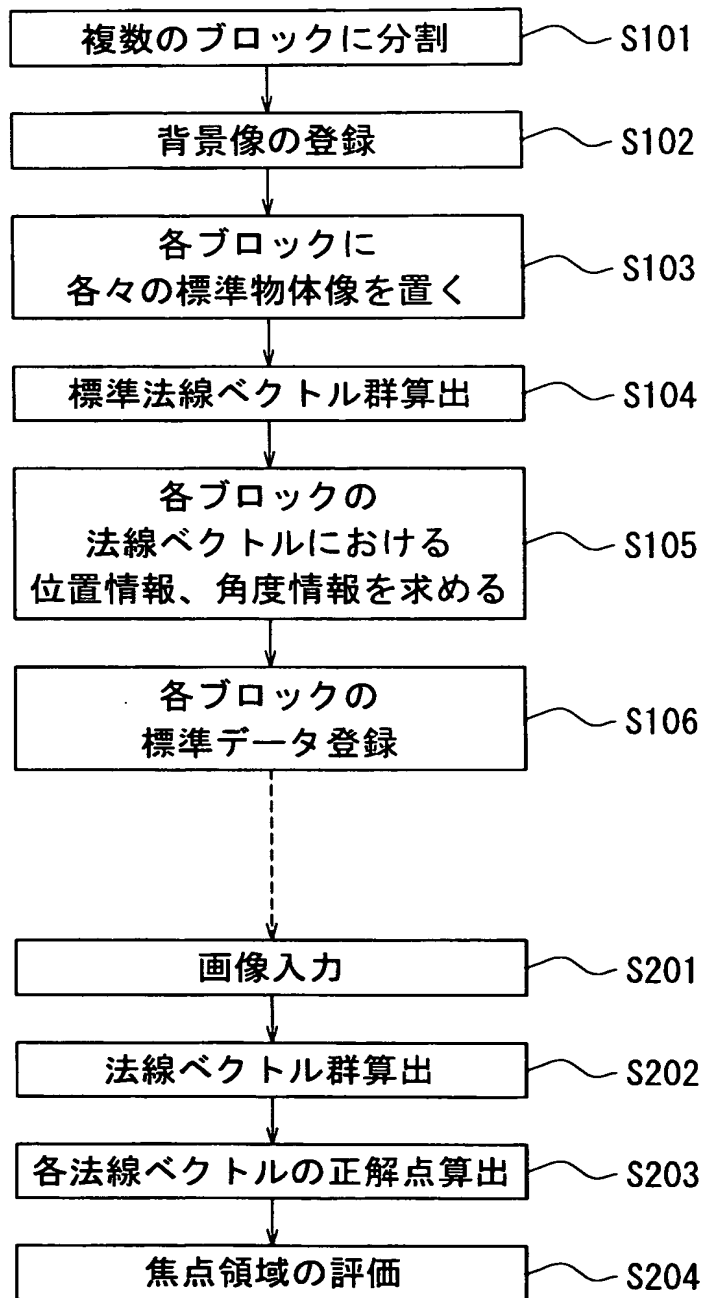 複数のブロックに分割
S101
背景像の登録
S102
各ブロックに
各々の標準物体像を置く
S103
標準法線ベクトル群算出
S104
各ブロックの
法線ベクトルにおける
位置情報、角度情報を求める
S105
各ブロックの
標準データ登録
S106
画像入力
S201
法線ベクトル群算出
S202
各法線ベクトルの正解点算出
S203
焦点領域の評価
S204